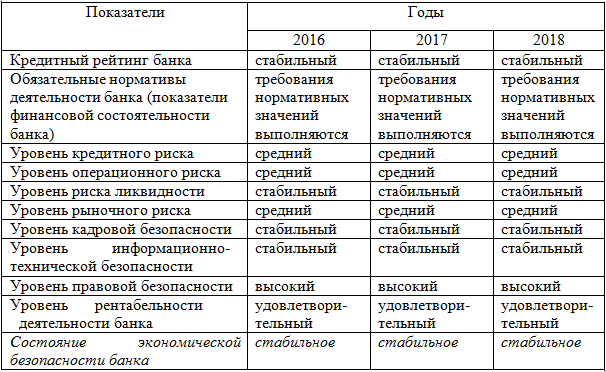 Показатели Годы
2016 2017 2018
Кредитный рейтинг банка стабильный стабильный стабильный
Обязательные нормативы требования требования требования
деятельности банка (показатели нормативных нормативных нормативных
финансовой состоятельности значений значений значений
банка) выполняются выполняются выполняются
Уровень кредитного риска средний средний средний
Уровень операционного риска средний средний средний
Уровень риска ликвидности стабильный стабильный стабильный
Уровень рыночного риска средний средний средний
Уровень кадровой безопасности стабильный стабильный стабильный
Уровень информационно- стабильный стабильный стабильный
технической безопасности
Уровень правовой безопасности высокий высокий высокий
Уровень рентабельности удовлетвори- удовлетвори- удовлетвори-
деятельности банка тельный тельный тельный
Состояние экономической стабильное стабильное стабильное
безопасности банка